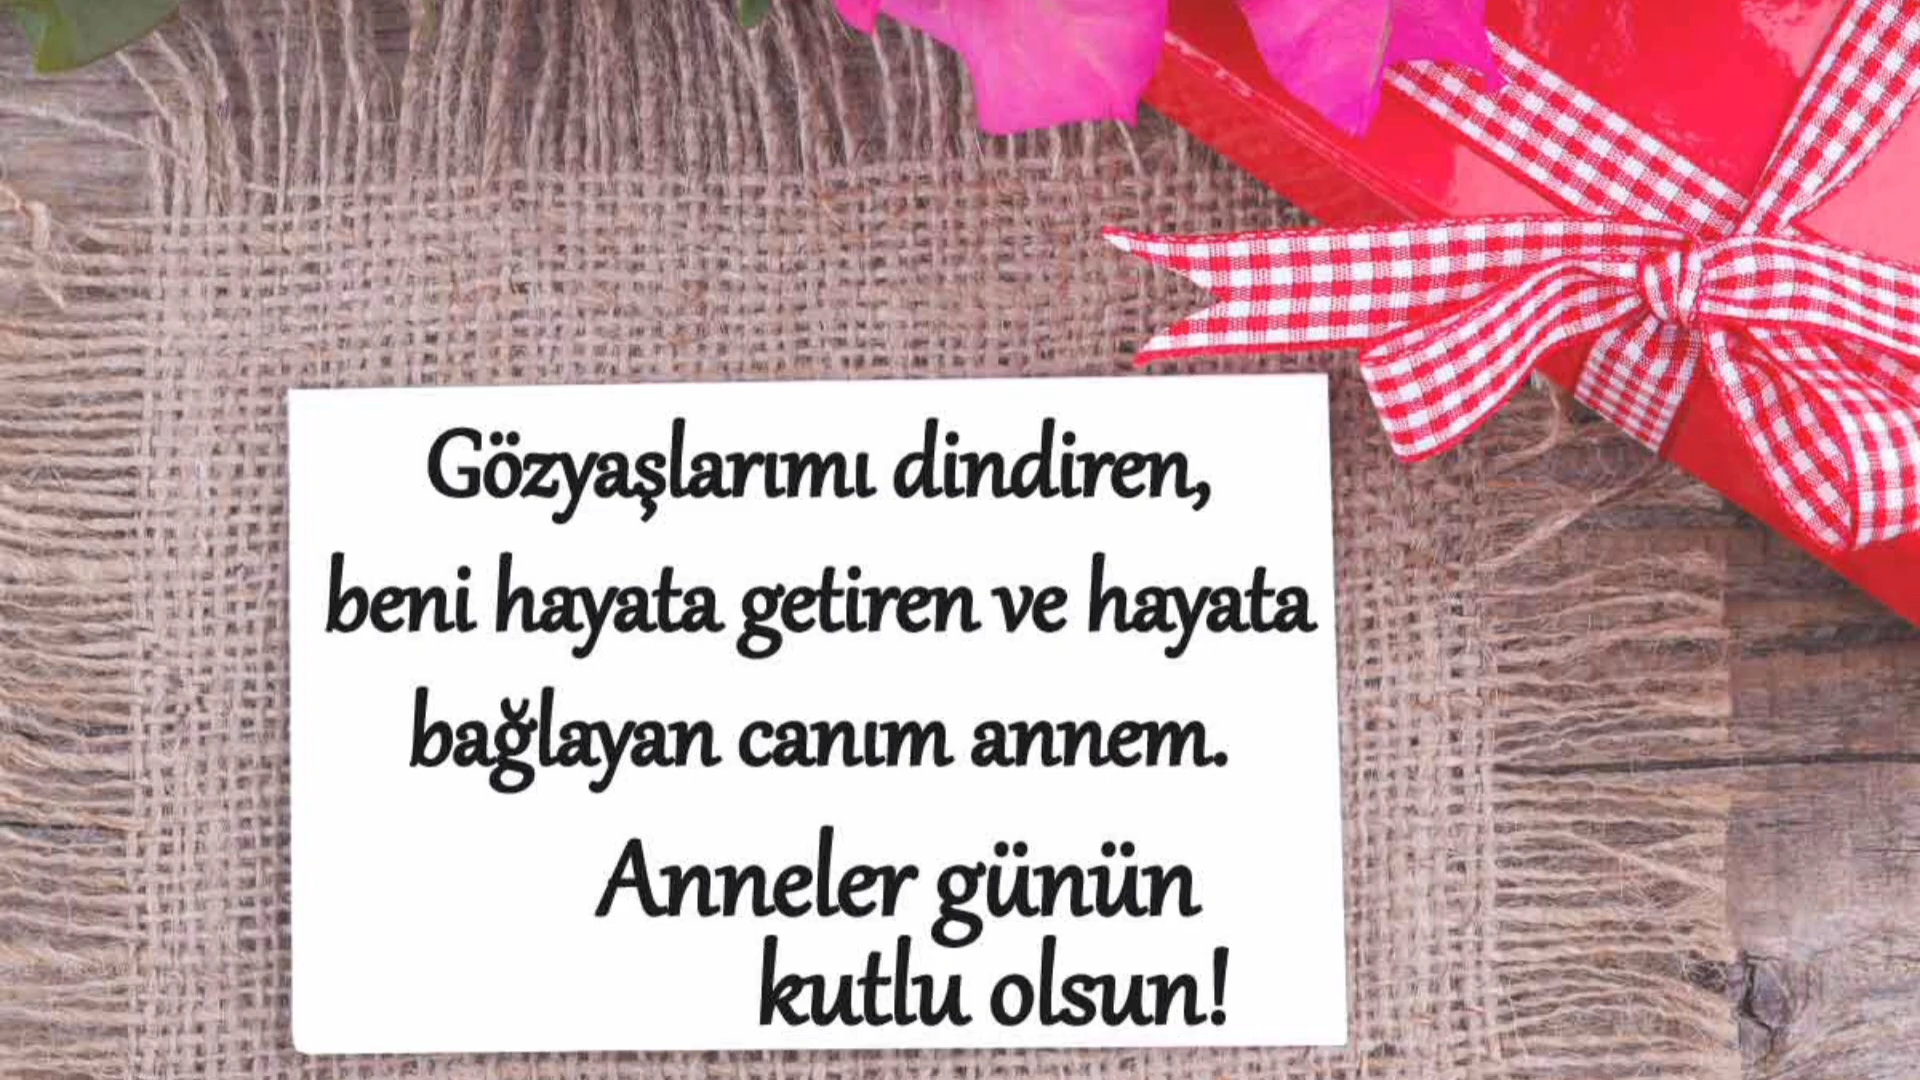 Gözyaşlarımı dindiren,
beni hayata getiren ve hayata
bağlayan canım annem.
Anneler günün
kutlu olsun!